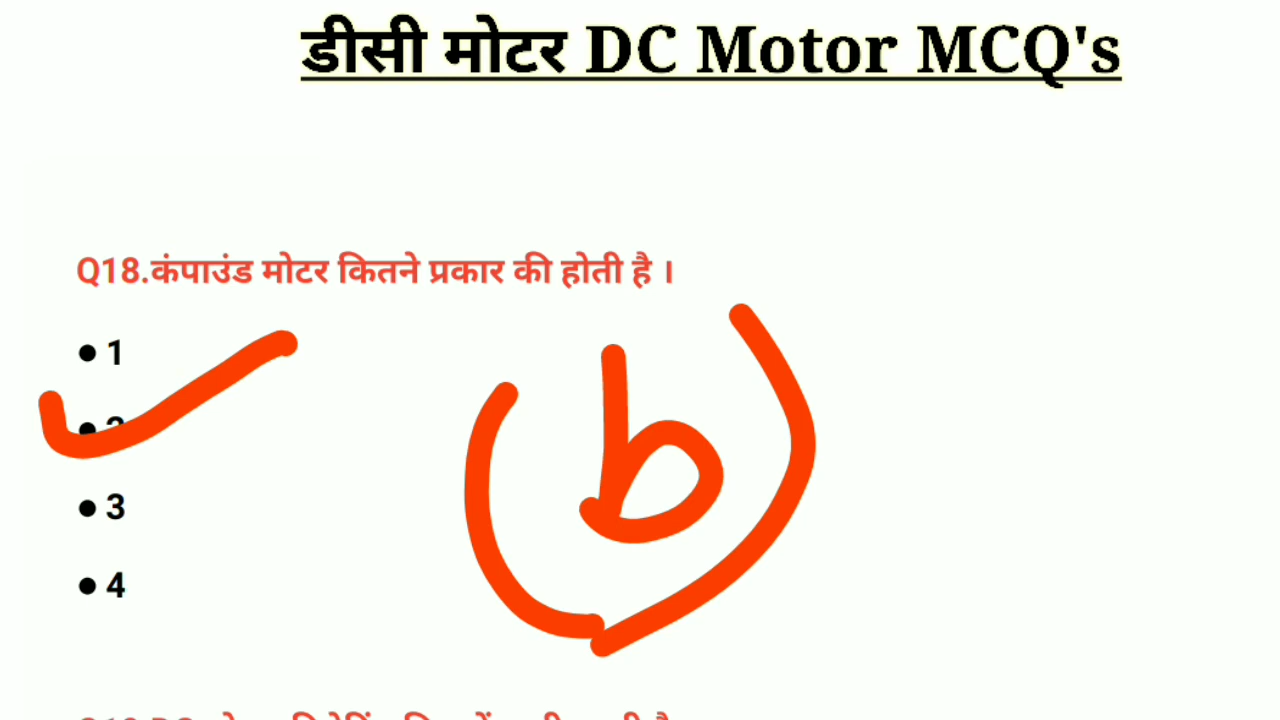 डीसी मोटर DC Motor MCQ's
Q18.कंपाउंड मोटर कितने प्रकार की होती है ।
● 1
●
(b)
● 3
● 4